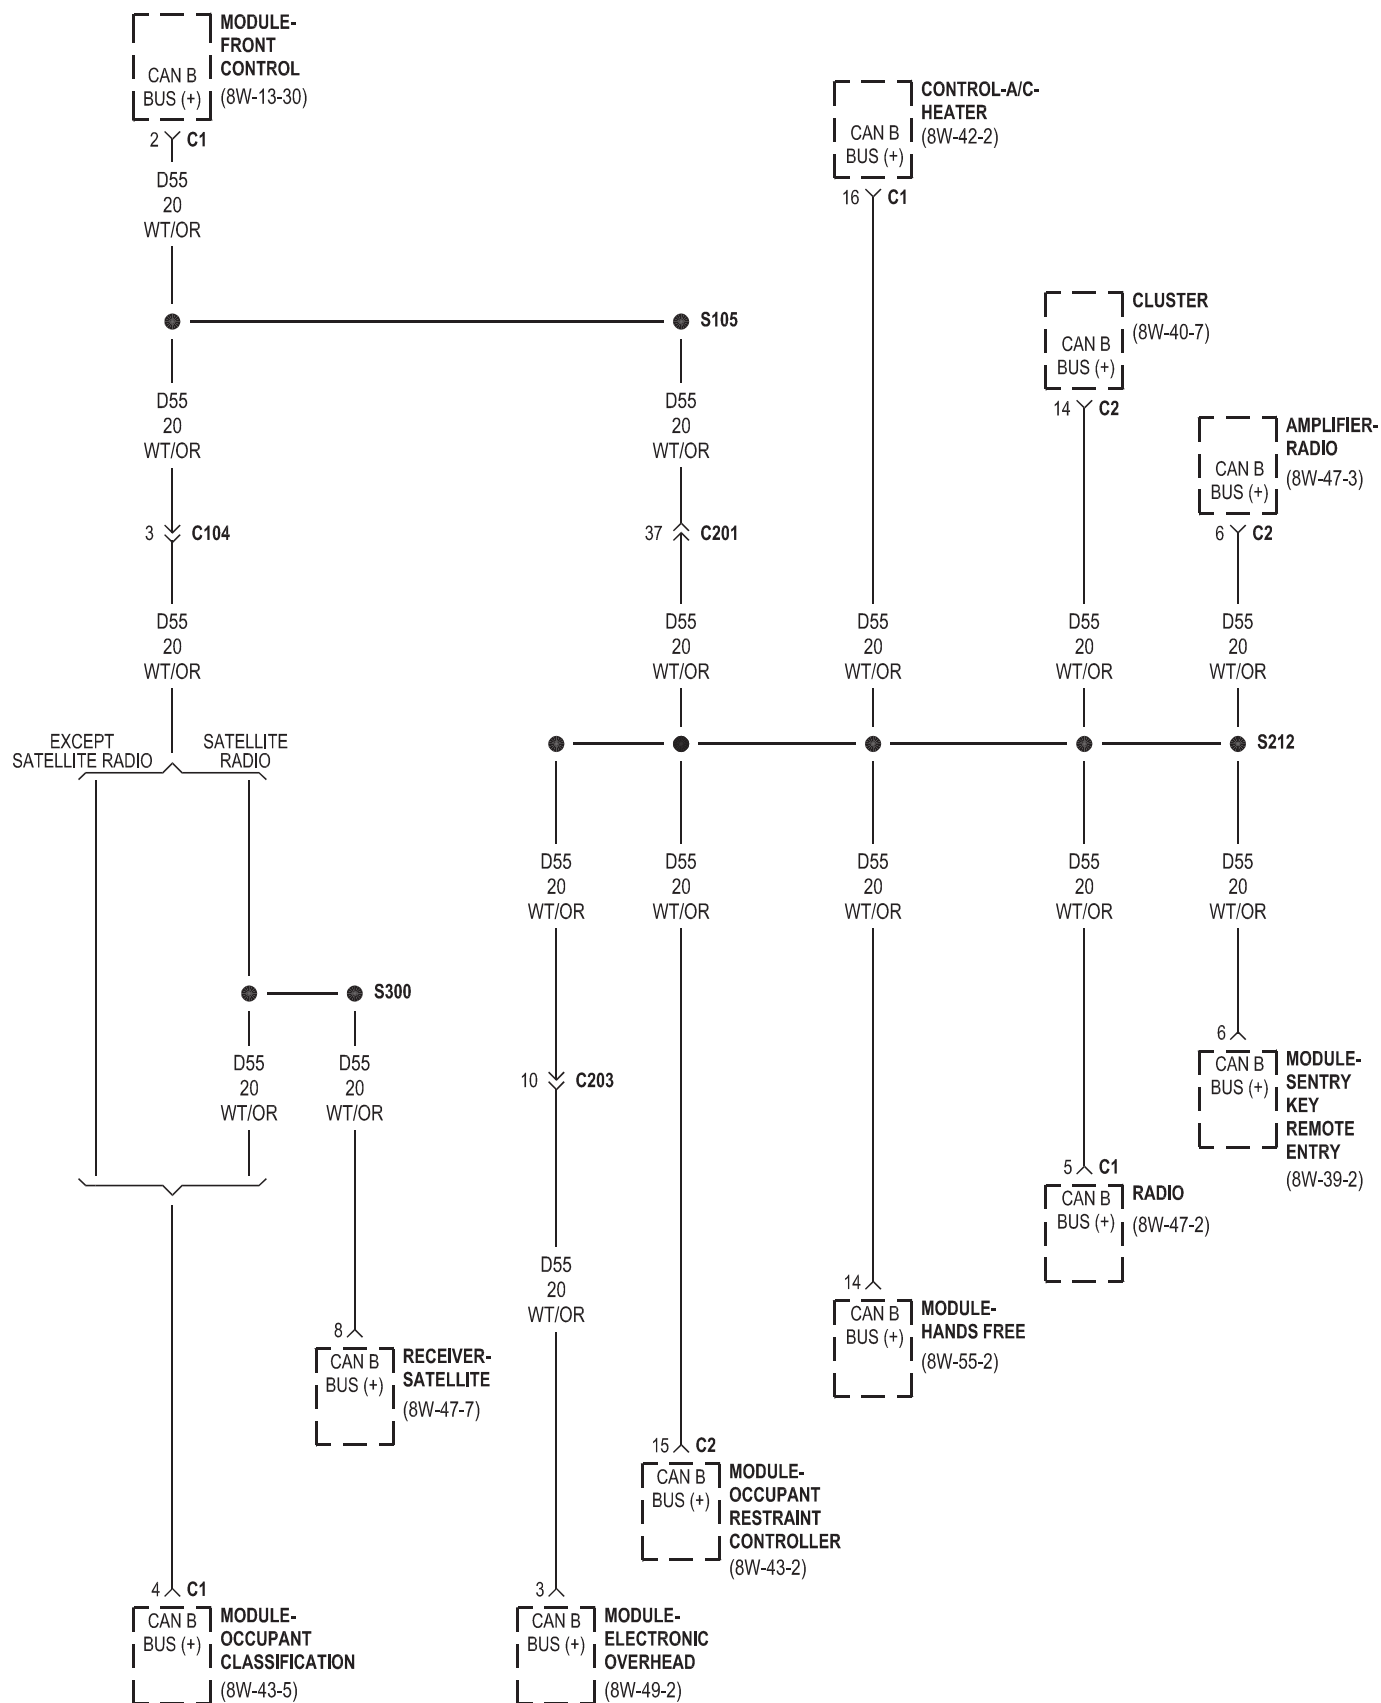 MODULE-
FRONT
CONTROL
(8W-13-30)
CAN B
BUS (+)
2 C1
D55
20
WT/OR
CONTROL-A/C-
HEATER
(8W-42-2)
CAN B
BUS (+)
16 C1
S105
CLUSTER
(8W-40-7)
CAN B
BUS (+)
14 C2
AMPLIFIER-
RADIO
(8W-47-3)
CAN B
BUS (+)
6 C2
D55
20
WT/OR
D55
20
WT/OR
3 C104
37 C201
D55
20
WT/OR
D55
20
WT/OR
D55
20
WT/OR
D55
20
WT/OR
D55
20
WT/OR
EXCEPT
SATELLITE RADIO
SATELLITE
RADIO
S212
D55
20
WT/OR
D55
20
WT/OR
D55
20
WT/OR
D55
20
WT/OR
D55
20
WT/OR
S300
D55
20
WT/OR
D55
20
WT/OR
10 C203
6
CAN B
BUS (+)
MODULE-
SENTRY
KEY
REMOTE
ENTRY
(8W-39-2)
5 C1
CAN B
BUS (+)
RADIO
(8W-47-2)
D55
20
WT/OR
14
CAN B
BUS (+)
MODULE-
HANDS FREE
(8W-55-2)
8
CAN B
BUS (+)
RECEIVER-
SATELLITE
(8W-47-7)
15 C2
CAN B
BUS (+)
MODULE-
OCCUPANT
RESTRAINT
CONTROLLER
(8W-43-2)
4 C1
CAN B
BUS (+)
MODULE-
OCCUPANT
CLASSIFICATION
(8W-43-5)
3
CAN B
BUS (+)
MODULE-
ELECTRONIC
OVERHEAD
(8W-49-2)